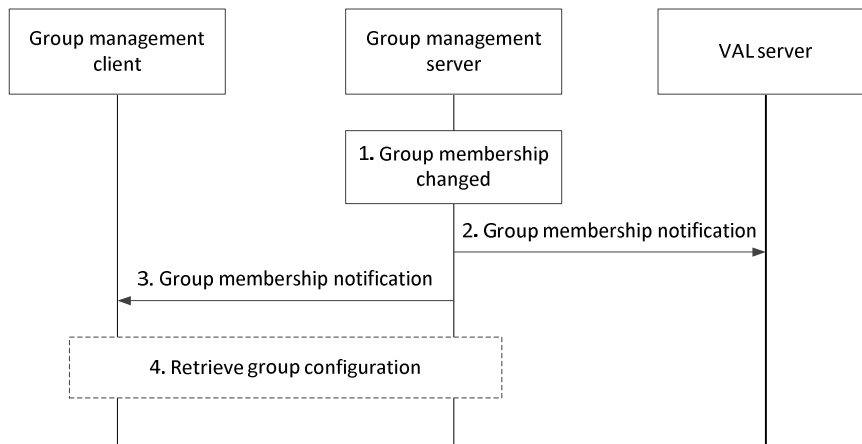 Group management
client
Group management
server
VAL server
1. Group membership
changed
2. Group membership notification
3. Group membership notification
4. Retrieve group configuration